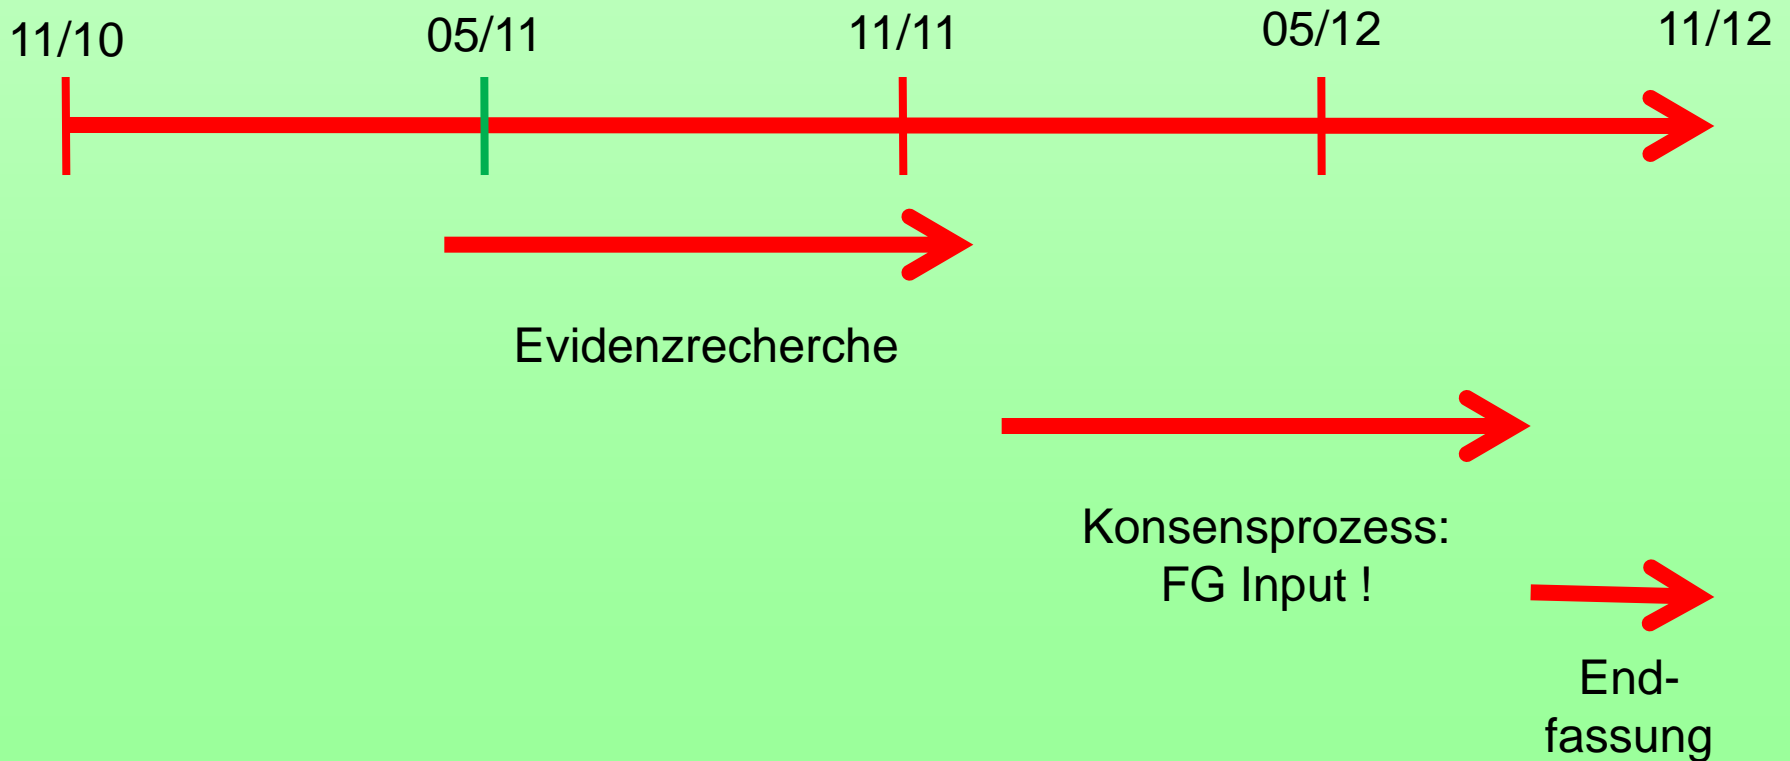 11/10
05/11
11/11
05/12
11/12
Evidenzrecherche
Konsensprozess:
FG Input !
End-
fassung